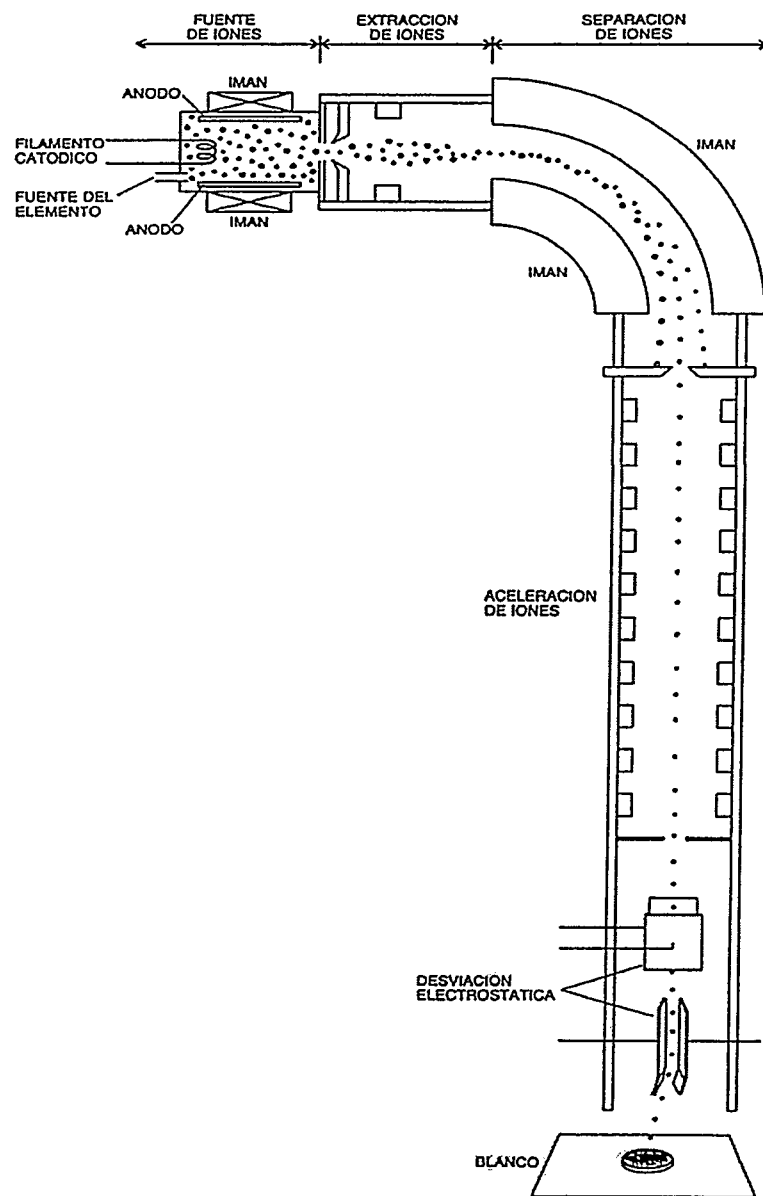 FUENTE
DE IONES
EXTRACCION
DE IONES
SEPARACION
DE IONES
IMAN
ANODO
FILAMENTO
CATODICO
FUENTE DEL
ELEMENTO
ANODO
IMAN
IMAN
IMAN
ACELERACION
DE IONES
DESVIACION
ELECTROSTATICA
BLANCO